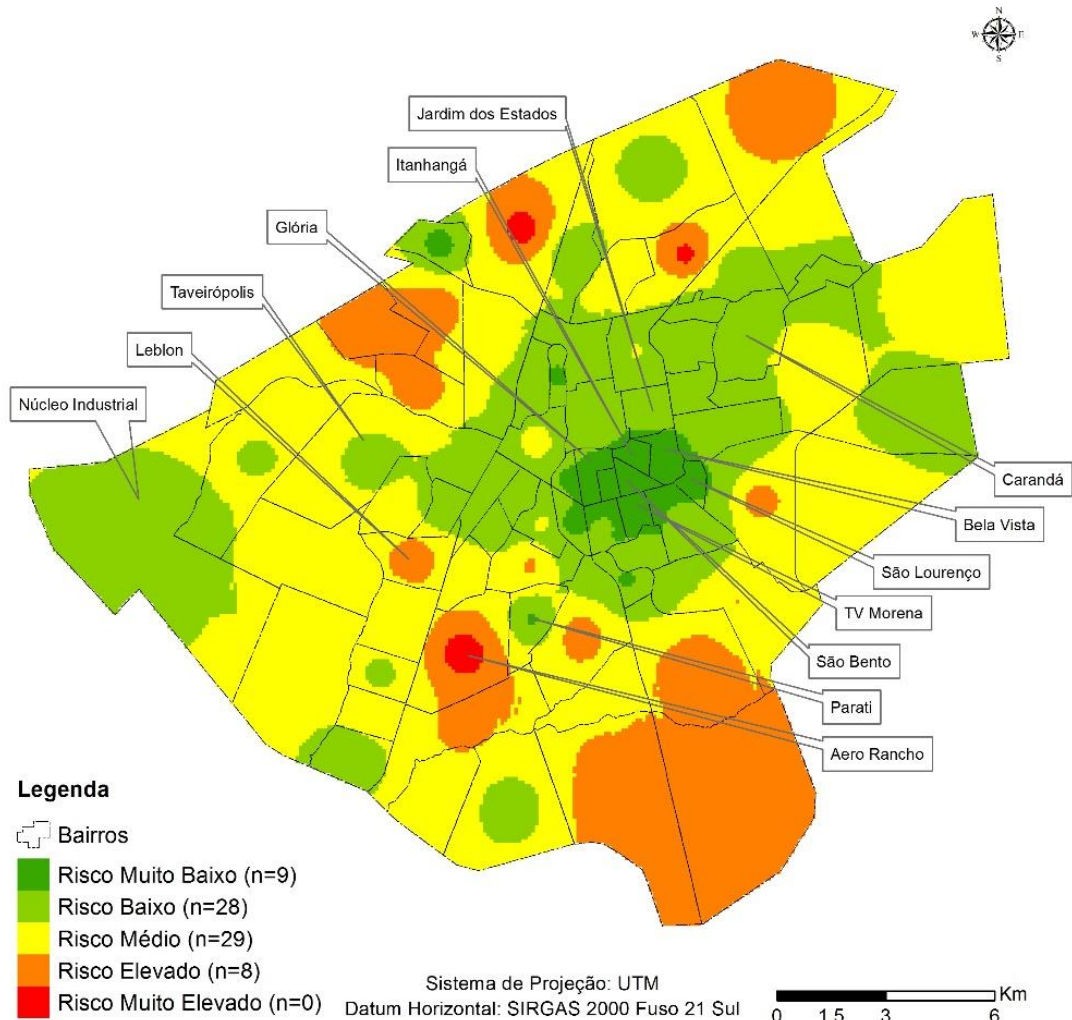 N
W E
S
Jardim dos Estados
Itanhangá
Glória
Taveirópolis
Leblon
Núcleo Industrial
Carandá
Bela Vista
São Lourenço
TV Morena
São Bento
Parati
Aero Rancho
Legenda
Bairros
Risco Muito Baixo (n=9)
Risco Baixo (n=28)
Risco Médio (n=29)
Risco Elevado (n=8)
Risco Muito Elevado (n=0)
Sistema de Projeção: UTM
Datum Horizontal: SIRGAS 2000 Fuso 21 Sul
Km
0 1,5 3 6